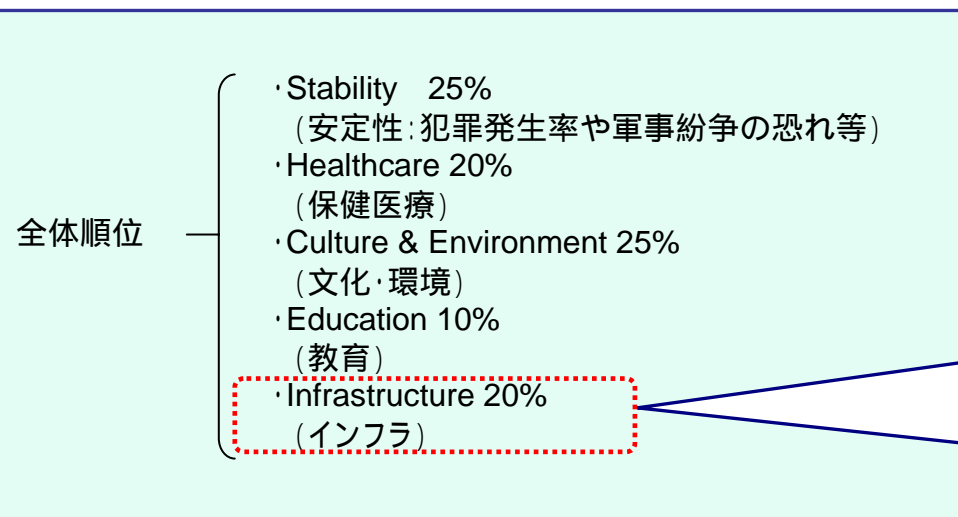 全体順位
·Stability　25%
(安定性:犯罪発生率や軍事紛争の恐れ等)
·Healthcare 20%
(保健医療)
·Culture & Environment 25%
(文化·環境)
·Education 10%
(教育)
·Infrastructure 20%
(インフラ)